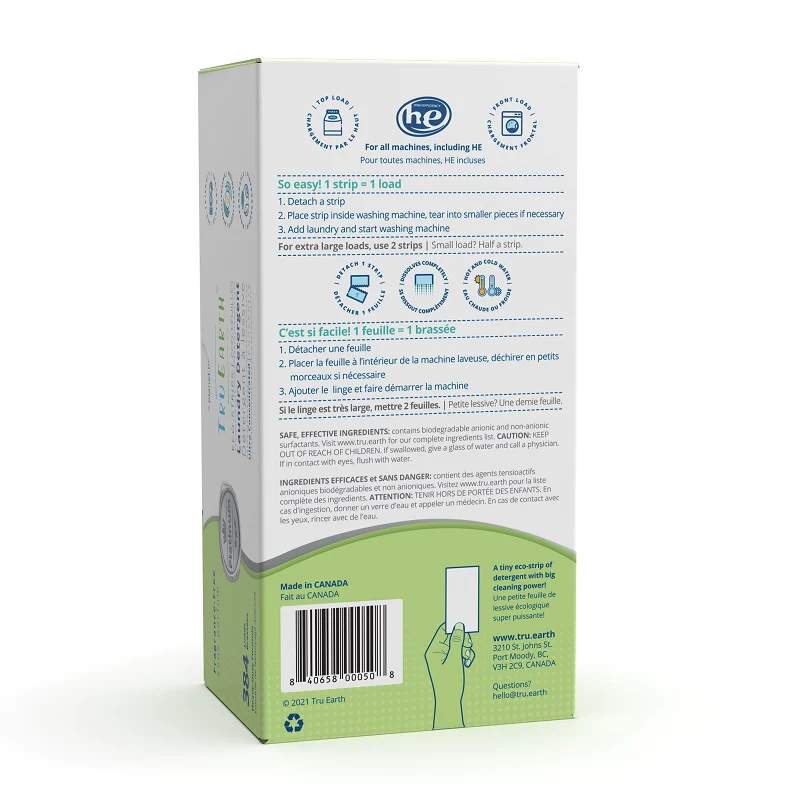 TOP LOAD
CHARGEMENT PAR LE HAUT
HIGH EFFICIENCY
he
FRONT LOAD
CHARGEMENT FRONTAL
For all machines, including HE
Pour toutes machines, HE incluses
So easy! 1 strip = 1 load
1. Detach a strip
2. Place strip inside washing machine, tear into smaller pieces if necessary
3. Add laundry and start washing machine
For extra large loads, use 2 strips | Small load? Half a strip.
DETACH 1 STRIP
DÉTACHER 1 FEUILLE
DISSOLVES COMPLETELY
SE DISSOUT COMPLÈTEMENT
HOT AND COLD WATER
EAU CHAUDE OU FROIDE
C'est si facile! 1 feuille = 1 brassée
1. Détacher une feuille
2. Placer la feuille à l'intérieur de la machine laveuse, déchirer en petits
morceaux si nécessaire
3. Ajouter le linge et faire démarrer la machine
Si le linge est très large, mettre 2 feuilles. | Petite lessive? Une demie feuille.
SAFE, EFFECTIVE INGREDIENTS: contains biodegradable anionic and non-anionic
surfactants. Visit www.tru.earth for our complete ingredients list. CAUTION: KEEP
OUT OF REACH OF CHILDREN. If swallowed, give a glass of water and call a physician.
If in contact with eyes, flush with water.
INGREDIENTS EFFICACES et SANS DANGER: contient des agents tensioactifs
anioniques biodégradables et non anioniques. Visitez www.tru.earth pour la liste
complète des ingredients. ATTENTION: TENIR HORS DE PORTÉE DES ENFANTS. En
cas d'ingestion, donner un verre d'eau et appeler un médecin. En cas de contact avec
les yeux, rincer avec de l'eau.
Made in CANADA
Fait au CANADA
8 40658 00050 8
© 2021 Tru Earth
A tiny eco-strip of
detergent with big
cleaning power!
Une petite feuille de
lessive écologique
super puissante!
www.tru.earth
3210 St. Johns St.
Port Moody, BC,
V3H 2C9, CANADA
Questions?
hello@tru.earth
TRU EARTH
Laundry Detergent
fragrance-free
384